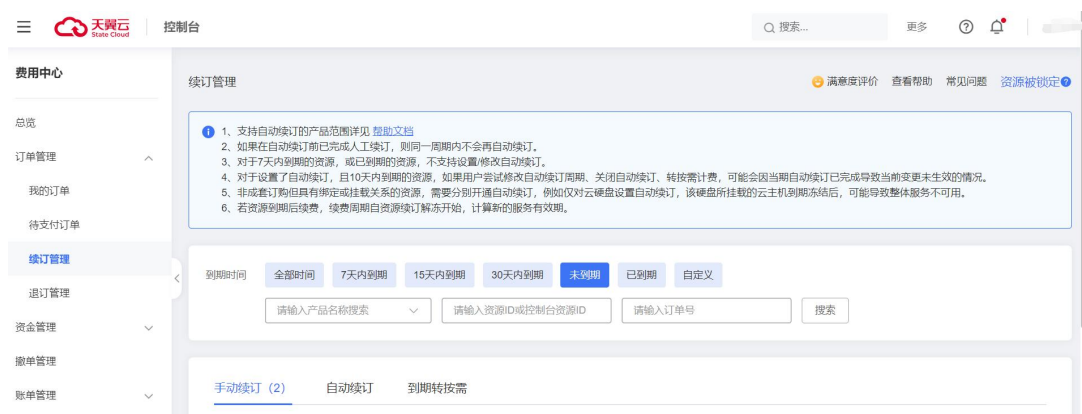 天翼云
State Cloud
控制台
搜索...
更多
费用中心
续订管理
满意度评价 查看帮助 常见问题 资源被锁定
总览
订单管理
我的订单
待支付订单
续订管理
退订管理
资金管理
撤单管理
账单管理
1、支持自动续订的产品范围详见 帮助文档
2、如果在自动续订前已完成人工续订，则同一周期内不会再自动续订。
3、对于7天内到期的资源，或已到期的资源，不支持设置/修改自动续订。
4、对于设置了自动续订，且10天内到期的资源，如果用户尝试修改自动续订周期、关闭自动续订、转按需计费，可能会因当期自动续订已完成导致当前变更未生效的情况。
5、非成套订购但具有绑定或挂载关系的资源，需要分别开通自动续订，例如仅对云硬盘设置自动续订，该硬盘所挂载的云主机到期冻结后，可能导致整体服务不可用。
6、若资源到期后续费，续费周期自资源续订解冻开始，计算新的服务有效期。
到期时间 全部时间 7天内到期 15天内到期 30天内到期 未到期 已到期 自定义
请输入产品名称搜索 请输入资源ID或控制台资源ID 请输入订单号 搜索
手动续订（2） 自动续订 到期转按需